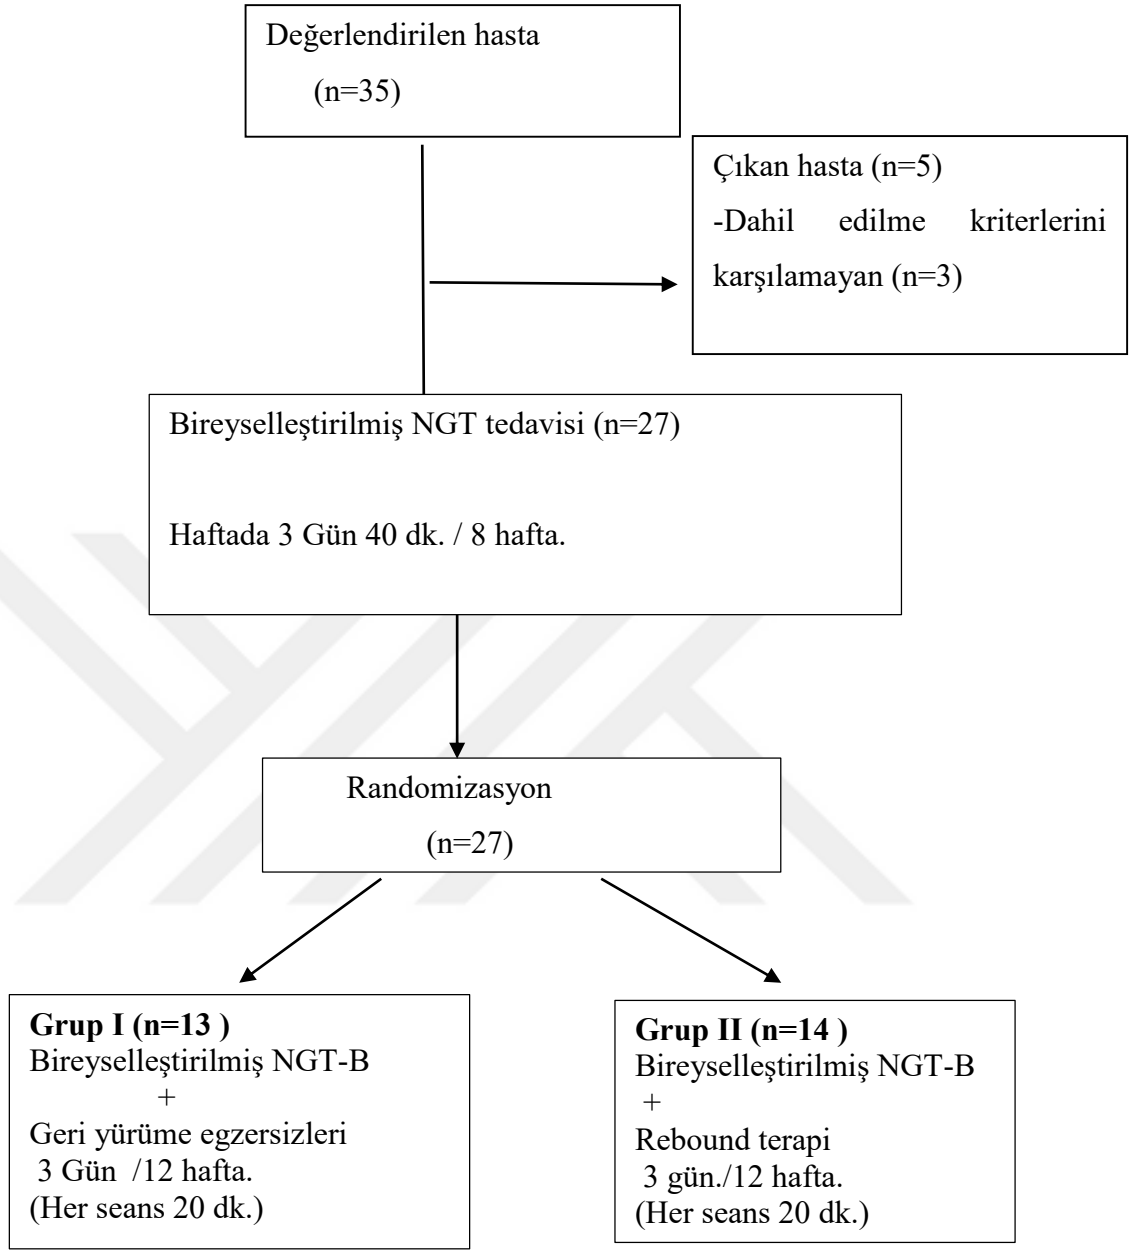 Değerlendirilen hasta
(n=35)
Çıkan hasta (n=5)
-Dahil edilme kriterlerini
karşılamayan (n=3)
Bireyselleştirilmiş NGT tedavisi (n=27)
Haftada 3 Gün 40 dk. / 8 hafta.
Randomizasyon
(n=27)
Grup I (n=13 )
Bireyselleştirilmiş NGT-B
+
Geri yürüme egzersizleri
3 Gün /12 hafta.
(Her seans 20 dk.)
Grup II (n=14 )
Bireyselleştirilmiş NGT-B
+
Rebound terapi
3 gün./12 hafta.
(Her seans 20 dk.)